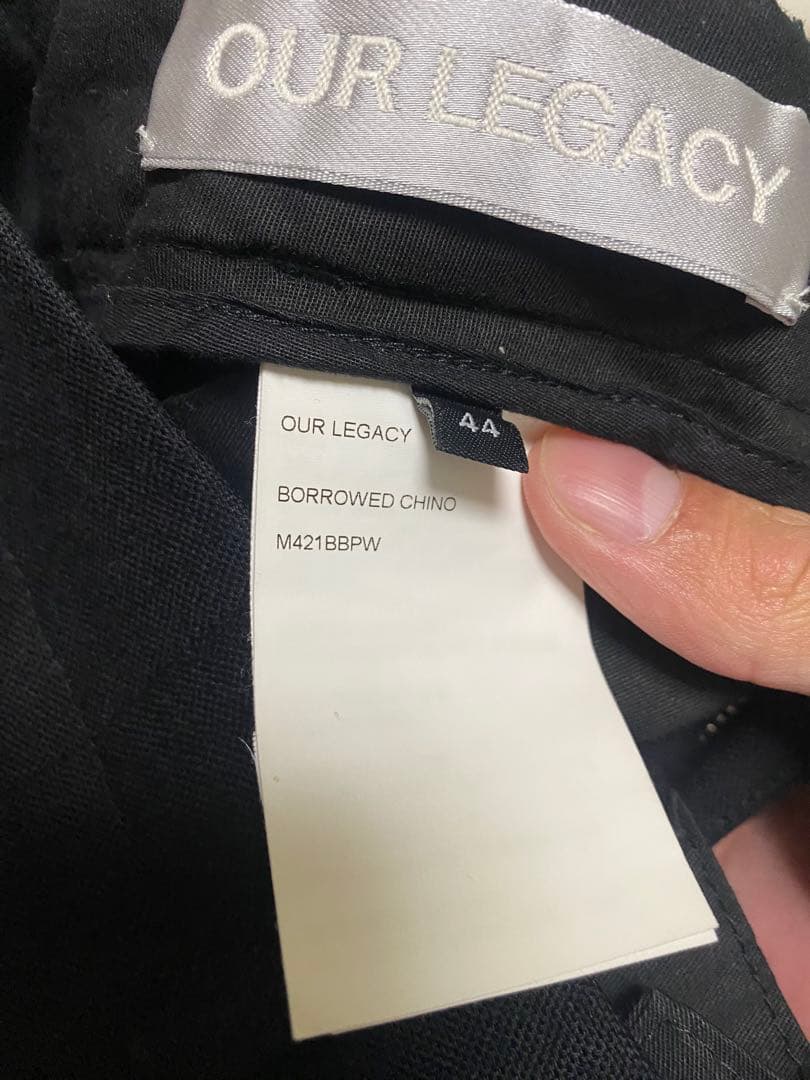 OUR LEGACY
44
OUR LEGACY
BORROWED CHINO
M421BBPW